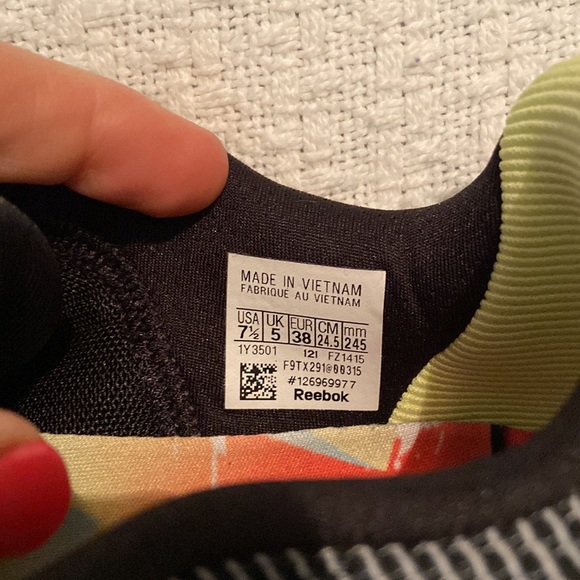 MADE IN VIETNAM
FABRIQUÉ AU VIETNAM
USA UK EUR CM mm
7½ 5 38 24.5 245
1Y3501 121 FZ1415
F9TX291@00315
#126969977
Reebok